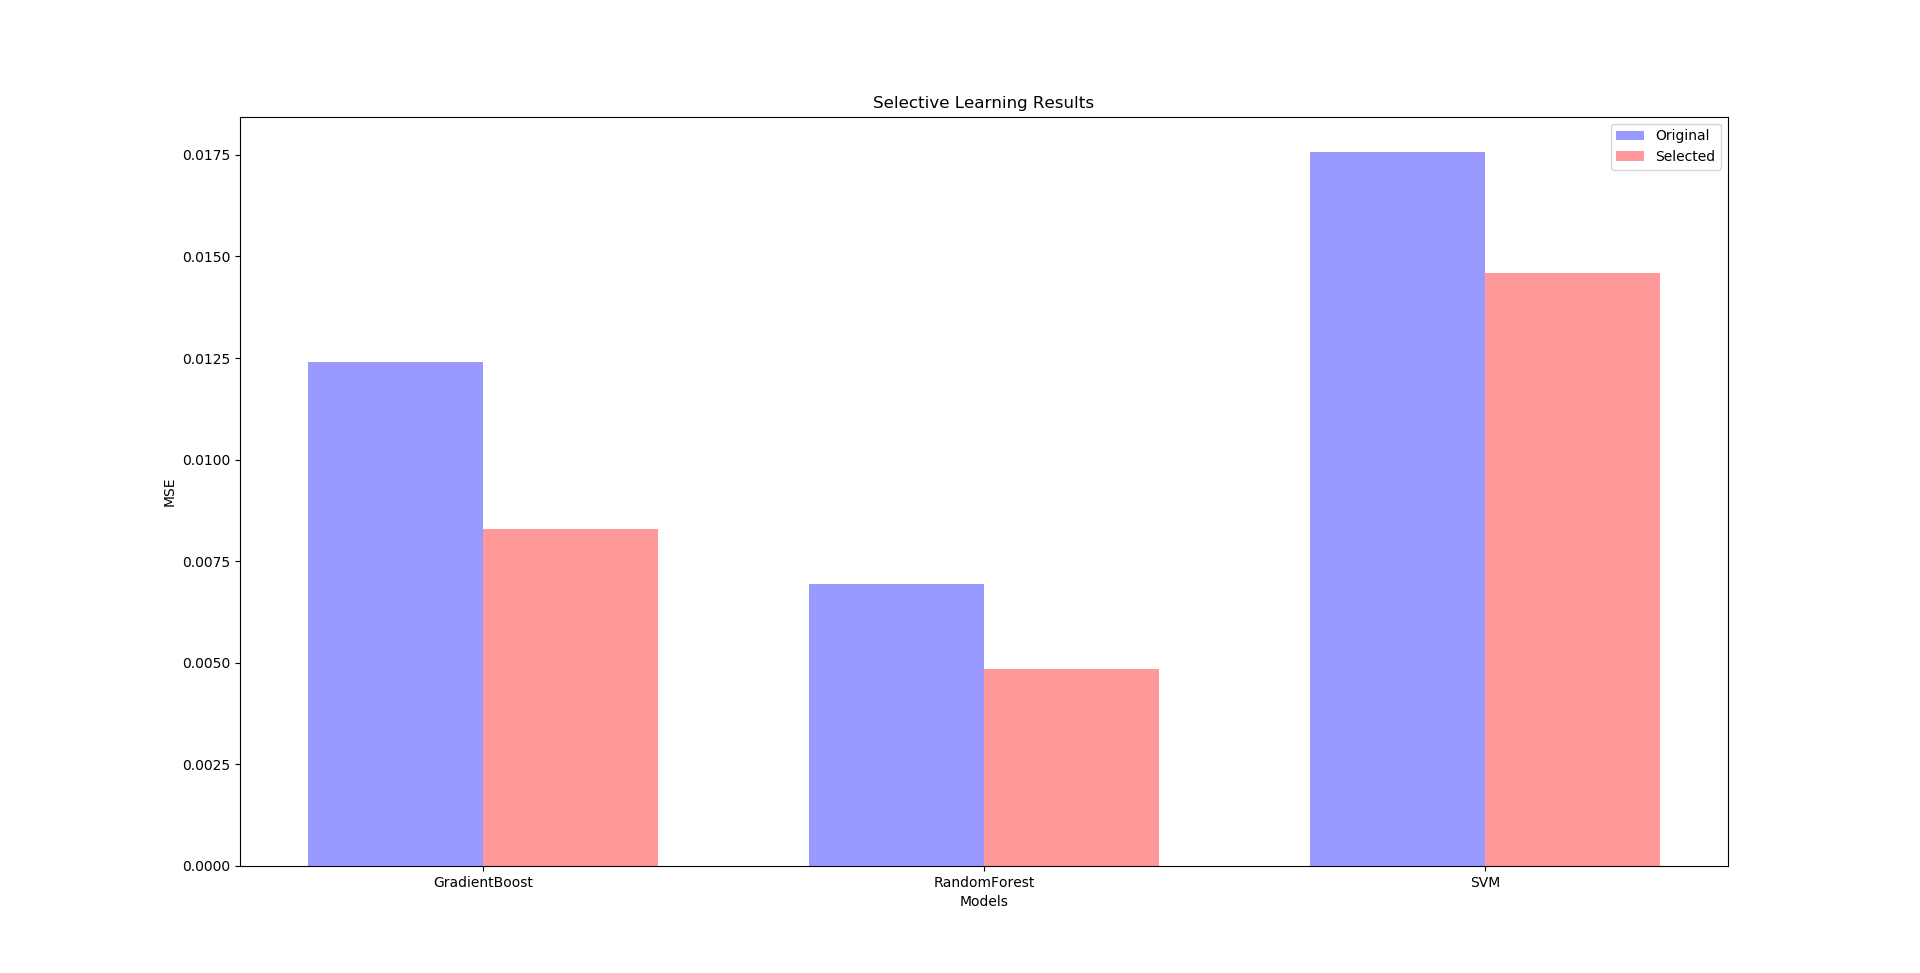 Selective Learning Results
Original
Selected
0.0175
0.0150
0.0125
0.0100
0.0075
0.0050
0.0025
0.0000
MSE
GradientBoost
RandomForest
SVM
Models